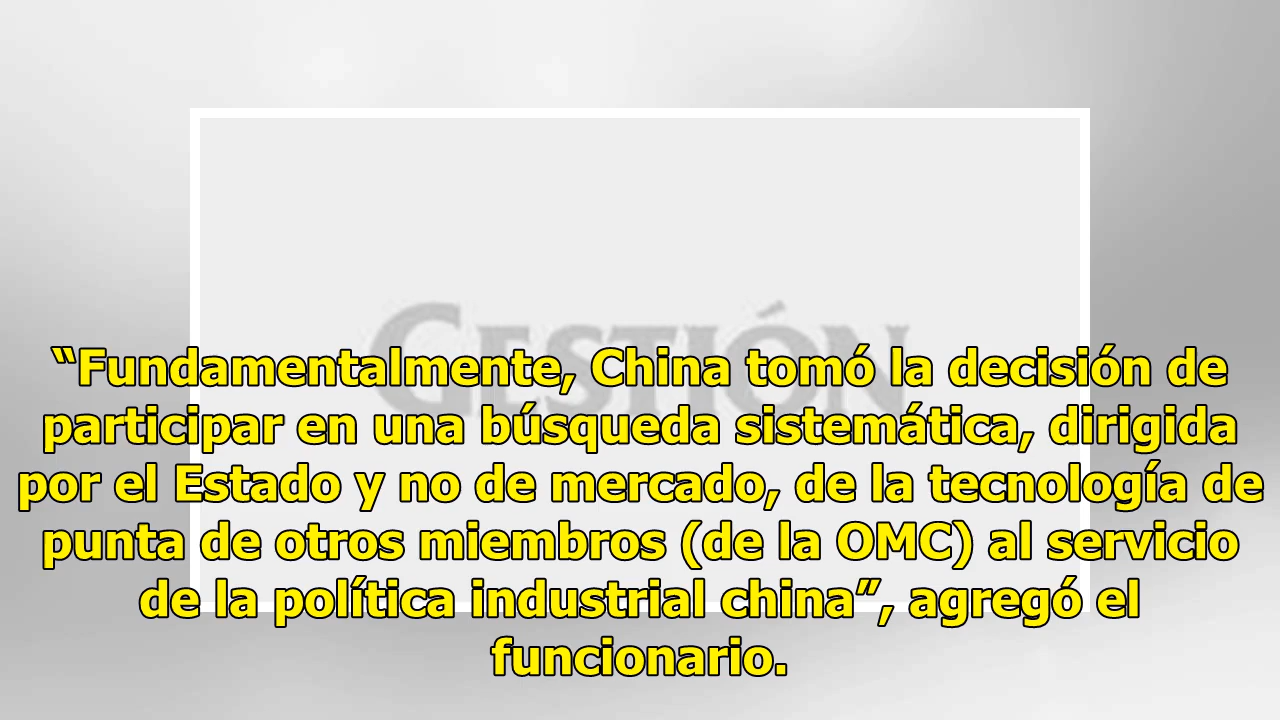 GESTIÓN
“Fundamentalmente, China tomó la decisión de
participar en una búsqueda sistemática, dirigida
por el Estado y no de mercado, de la tecnología de
punta de otros miembros (de la OMC) al servicio
de la política industrial china”, agregó el
funcionario.